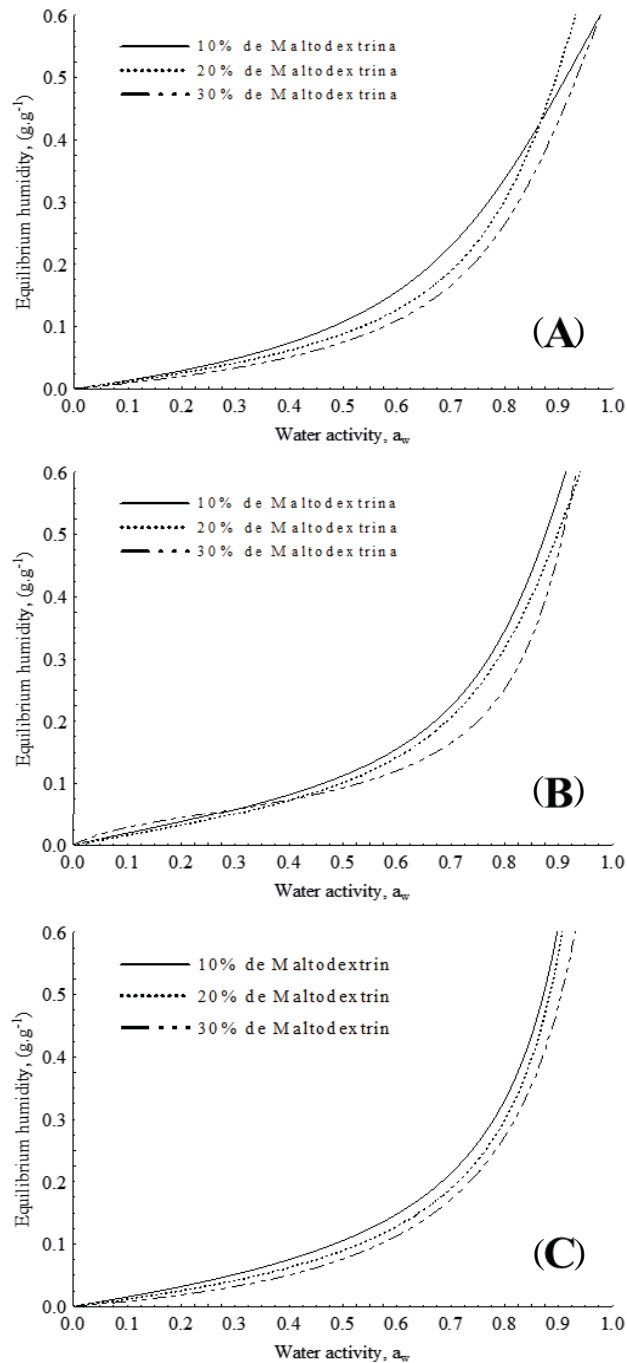 0.6
10% de Maltodextrina
20% de Maltodextrina
30% de Maltodextrina
0.5
0.4
0.3
0.2
0.1
0.0
Equilibrium humidity, (g.g⁻¹)
(A)
0.0 0.1 0.2 0.3 0.4 0.5 0.6 0.7 0.8 0.9 1.0
Water activity, a_w
0.6
10% de Maltodextrina
20% de Maltodextrina
30% de Maltodextrina
0.5
0.4
0.3
0.2
0.1
0.0
Equilibrium humidity, (g.g⁻¹)
(B)
0.0 0.1 0.2 0.3 0.4 0.5 0.6 0.7 0.8 0.9 1.0
Water activity, a_w
0.6
10% de Maltodextrin
20% de Maltodextrin
30% de Maltodextrin
0.5
0.4
0.3
0.2
0.1
0.0
Equilibrium humidity, (g.g⁻¹)
(C)
0.0 0.1 0.2 0.3 0.4 0.5 0.6 0.7 0.8 0.9 1.0
Water activity, a_w